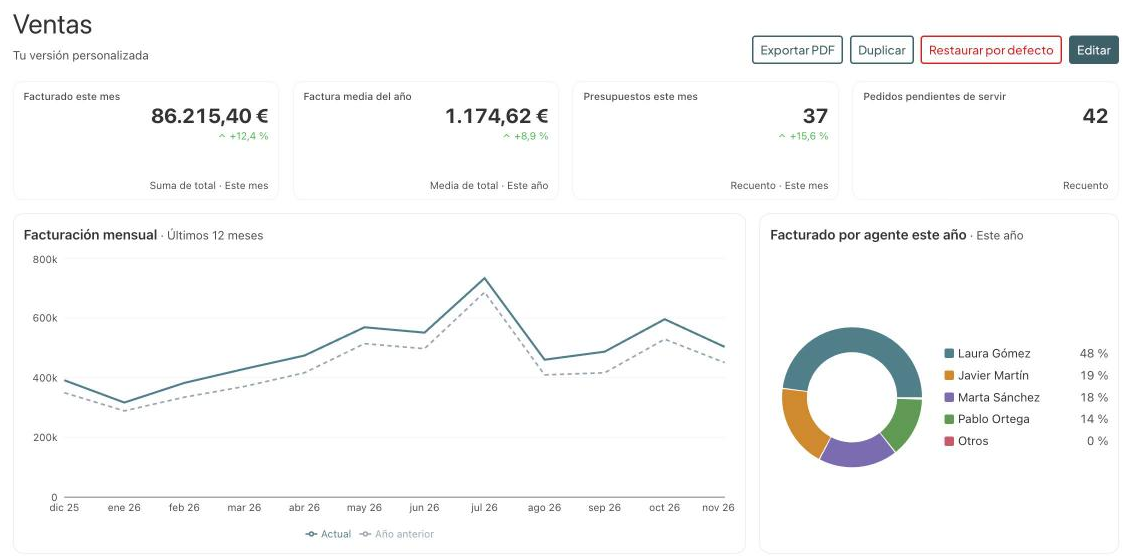 Ventas
Tu versión personalizada
Exportar PDF
Duplicar
Restaurar por defecto
Editar
Facturado este mes
86.215,40 €
+12,4 %
Suma de total · Este mes
Factura media del año
1.174,62 €
+8,9 %
Media de total · Este año
Presupuestos este mes
37
+15,6 %
Recuento · Este mes
Pedidos pendientes de servir
42
Recuento
Facturación mensual · Últimos 12 meses
800k
600k
400k
200k
0
dic 25 ene 26 feb 26 mar 26 abr 26 may 26 jun 26 jul 26 ago 26 sep 26 oct 26 nov 26
Actual Año anterior
Facturado por agente este año · Este año
Laura Gómez 48 %
Javier Martín 19 %
Marta Sánchez 18 %
Pablo Ortega 14 %
Otros 0 %